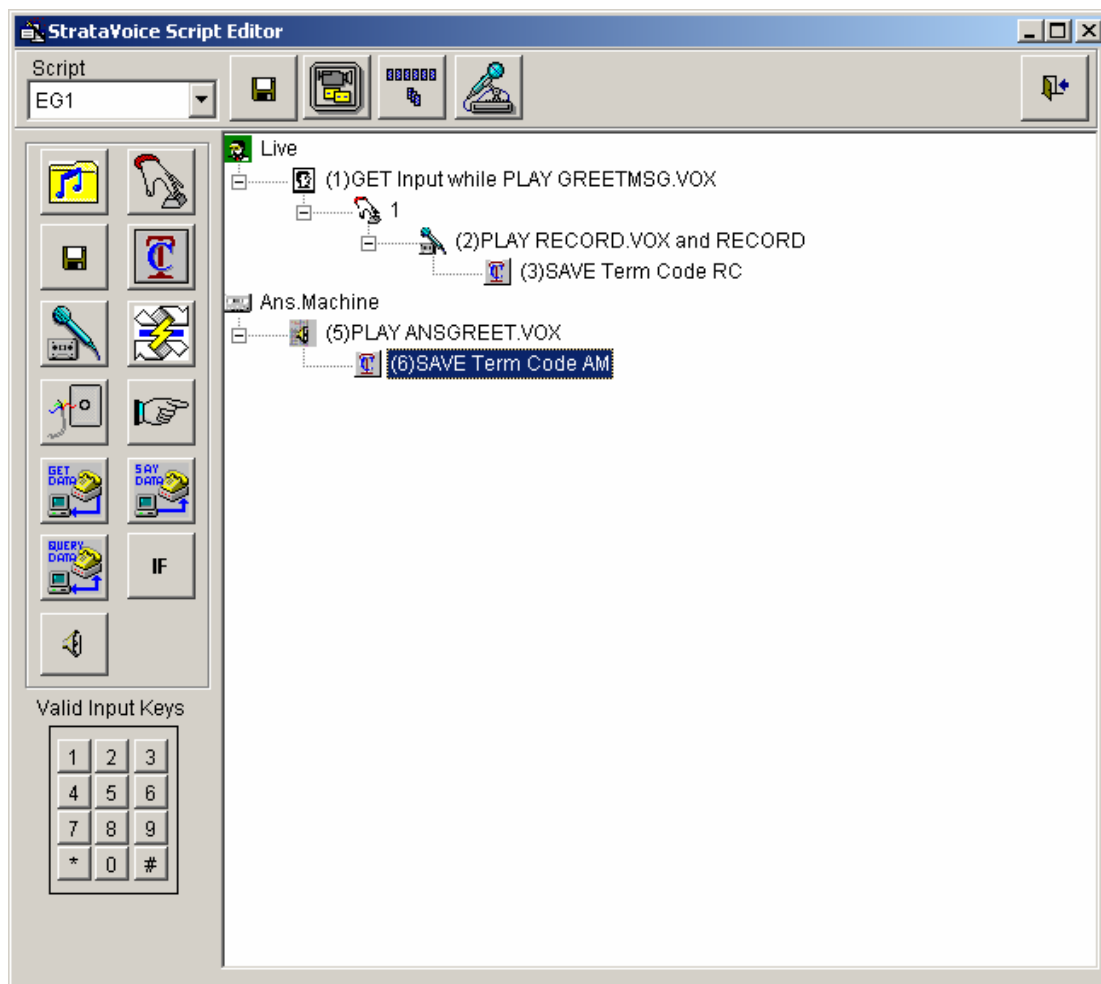 StrataVoice Script Editor
Script
EG1
Live
(1)GET Input while PLAY GREETMSG.VOX
1
(2)PLAY RECORD.VOX and RECORD
(3)SAVE Term Code RC
Ans.Machine
(5)PLAY ANSGREET.VOX
(6)SAVE Term Code AM
TC
GET DATA
SAY DATA
QUERY DATA
IF
Valid Input Keys
1 2 3
4 5 6
7 8 9
* 0 #